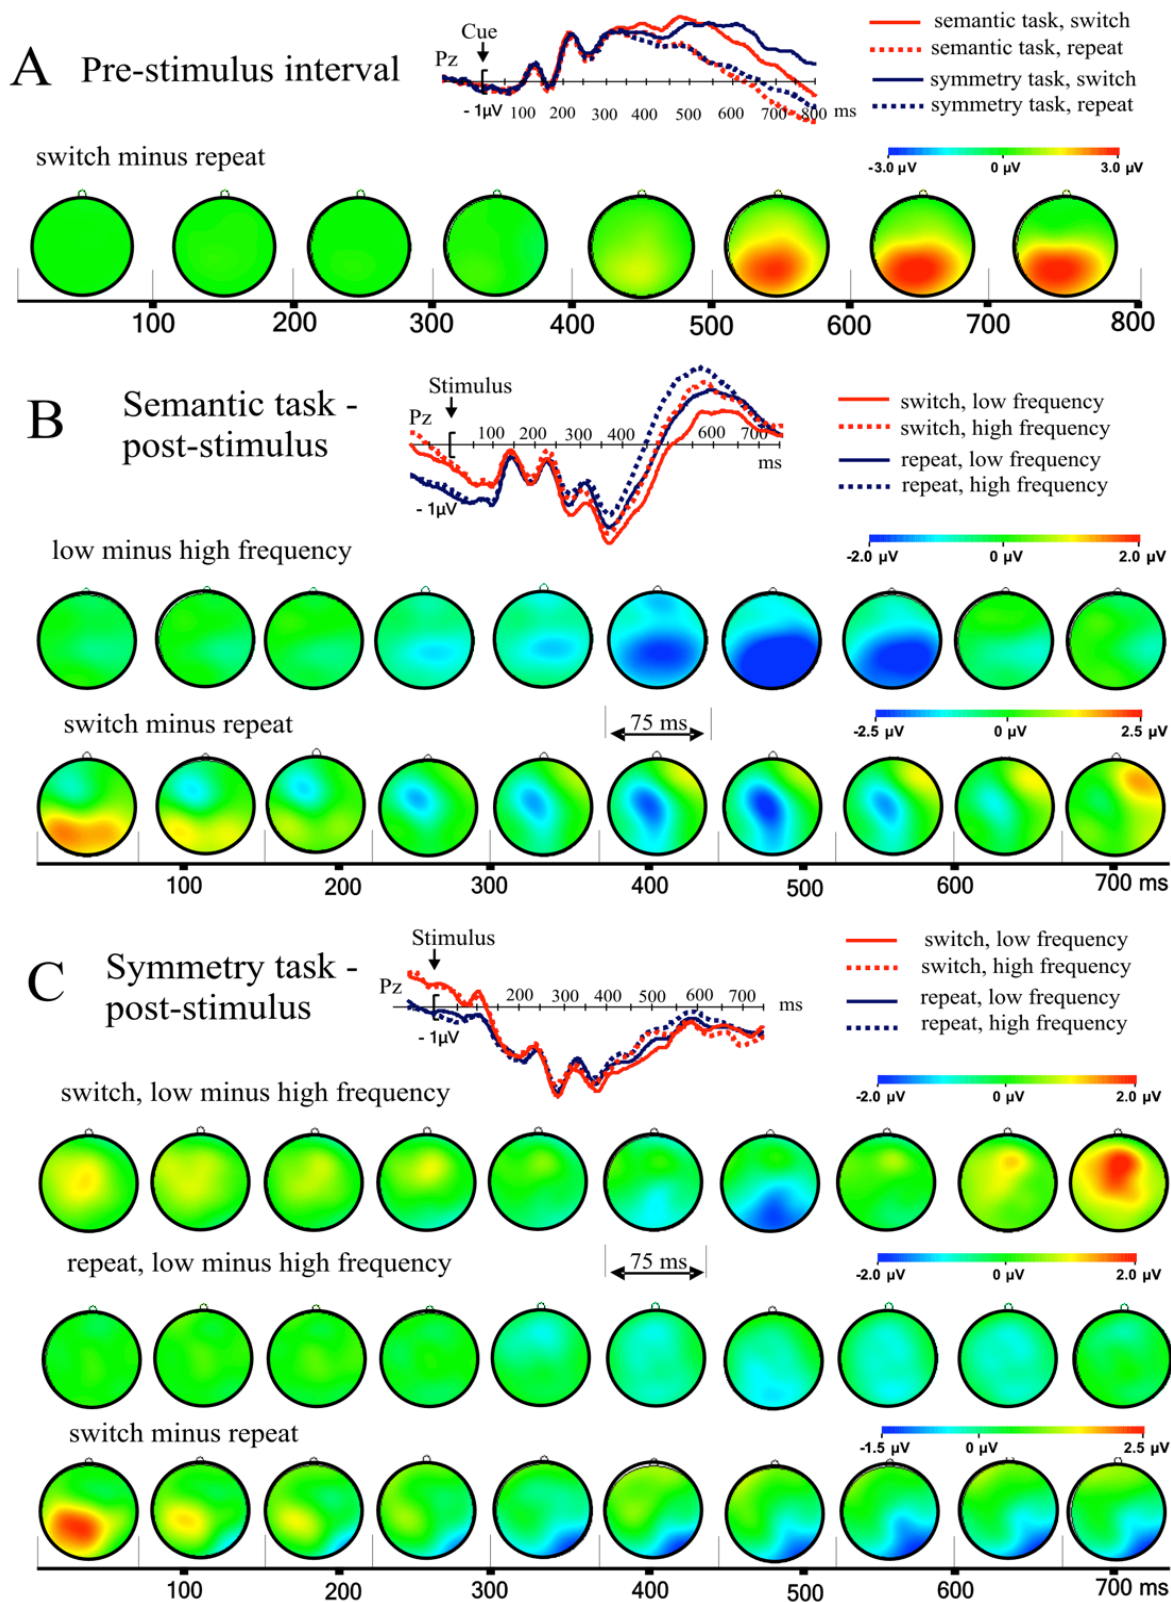 A Pre-stimulus interval
Cue
Pz
- 1µV 100 200 300 400 500 600 700 800 ms
semantic task, switch
semantic task, repeat
symmetry task, switch
symmetry task, repeat
switch minus repeat
-3.0 µV 0 µV 3.0 µV
100 200 300 400 500 600 700 800
B Semantic task -
post-stimulus
Stimulus
Pz
100 200 300 400 600 700
ms
- 1µV
switch, low frequency
switch, high frequency
repeat, low frequency
repeat, high frequency
low minus high frequency
-2.0 µV 0 µV 2.0 µV
switch minus repeat
75 ms
-2.5 µV 0 µV 2.5 µV
100 200 300 400 500 600 700 ms
C Symmetry task -
post-stimulus
Stimulus
Pz
200 300 400 500 600 700 ms
- 1µV
switch, low frequency
switch, high frequency
repeat, low frequency
repeat, high frequency
switch, low minus high frequency
-2.0 µV 0 µV 2.0 µV
repeat, low minus high frequency
75 ms
-2.0 µV 0 µV 2.0 µV
switch minus repeat
-1.5 µV 0 µV 2.5 µV
100 200 300 400 500 600 700 ms